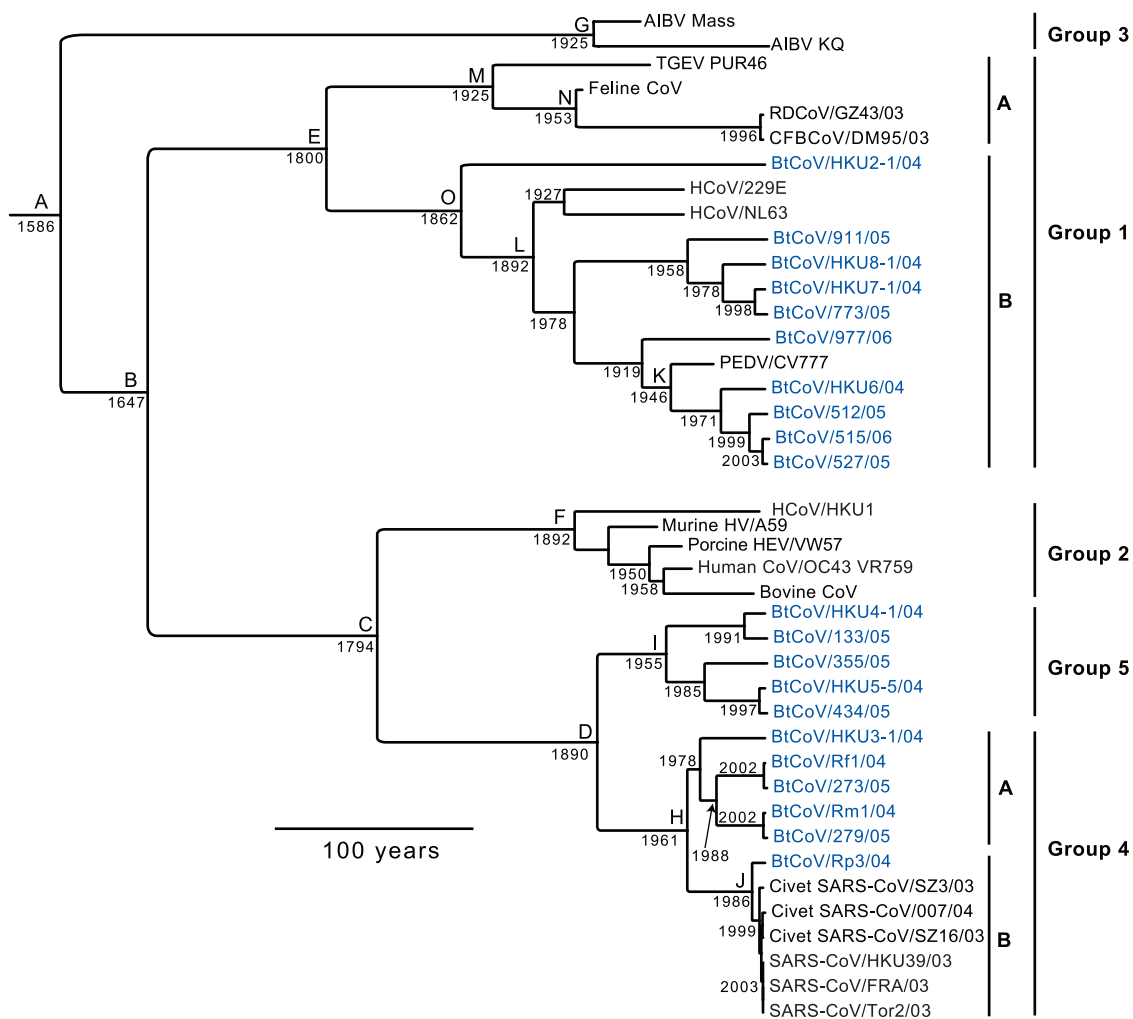 AIBV Mass
G
1925
AIBV KQ
Group 3
TGEV PUR46
M
1925
Feline CoV
N
1953
RDCoV/GZ43/03
1996
CFBCoV/DM95/03
A
E
1800
BtCoV/HKU2-1/04
O
1862
HCoV/229E
1927
HCoV/NL63
A
1586
L
1892
BtCoV/911/05
1958
BtCoV/HKU8-1/04
1978
BtCoV/HKU7-1/04
1998
BtCoV/773/05
1978
BtCoV/977/06
1919
PEDV/CV777
K
1946
BtCoV/HKU6/04
1971
BtCoV/512/05
1999
BtCoV/515/06
2003
BtCoV/527/05
B
Group 1
B
1647
HCoV/HKU1
F
1892
Murine HV/A59
Porcine HEV/VW57
1950
Human CoV/OC43 VR759
1958
Bovine CoV
Group 2
C
1794
BtCoV/HKU4-1/04
1991
BtCoV/133/05
I
1955
BtCoV/355/05
1985
BtCoV/HKU5-5/04
1997
BtCoV/434/05
Group 5
D
1890
BtCoV/HKU3-1/04
1978
BtCoV/Rf1/04
2002
BtCoV/273/05
BtCoV/Rm1/04
2002
BtCoV/279/05
1988
A
H
1961
BtCoV/Rp3/04
J
1986
Civet SARS-CoV/SZ3/03
Civet SARS-CoV/007/04
1999
Civet SARS-CoV/SZ16/03
SARS-CoV/HKU39/03
2003
SARS-CoV/FRA/03
SARS-CoV/Tor2/03
B
Group 4
100 years